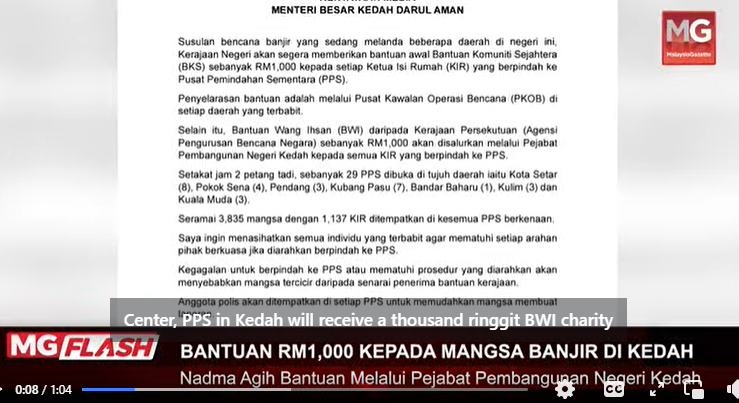 MENTERI BESAR KEDAH DARUL AMAN
MG
MalaysiaGazette
Susulan bencana banjir yang sedang melanda beberapa daerah di negeri ini,
Kerajaan Negeri akan segera memberikan bantuan awal Bantuan Komuniti Sejahtera
(BKS) sebanyak RM1,000 kepada setiap Ketua Isi Rumah (KIR) yang berpindah ke
Pusat Pemindahan Sementara (PPS).
Penyelarasan bantuan adalah melalui Pusat Kawalan Operasi Bencana (PKOB) di
setiap daerah yang terbabit.
Selain itu, Bantuan Wang Ihsan (BWI) daripada Kerajaan Persekutuan (Agensi
Pengurusan Bencana Negara) sebanyak RM1,000 akan disalurkan melalui Pejabat
Pembangunan Negeri Kedah kepada semua KIR yang berpindah ke PPS.
Setakat jam 2 petang tadi, sebanyak 29 PPS dibuka di tujuh daerah iaitu Kota Setar
(8), Pokok Sena (4), Pendang (3), Kubang Pasu (7), Bandar Baharu (1), Kulim (3) dan
Kuala Muda (3).
Seramai 3,835 mangsa dengan 1,137 KIR ditempatkan di kesemua PPS berkenaan.
Saya ingin menasihatkan semua individu yang terbabit agar mematuhi setiap arahan
pihak berkuasa jika diarahkan berpindah ke PPS.
Kegagalan untuk berpindah ke PPS atau mematuhi prosedur yang diarahkan akan
menyebabkan mangsa tercicir daripada senarai penerima bantuan kerajaan.
Anggota polis akan ditempatkan di setiap PPS untuk memudahkan mangsa membuat
Center, PPS in Kedah will receive a thousand ringgit BWI charity
MG FLASH
BANTUAN RM1,000 KEPADA MANGSA BANJIR DI KEDAH
Nadma Agih Bantuan Melalui Pejabat Pembangunan Negeri Kedah
0:08 / 1:04
CC